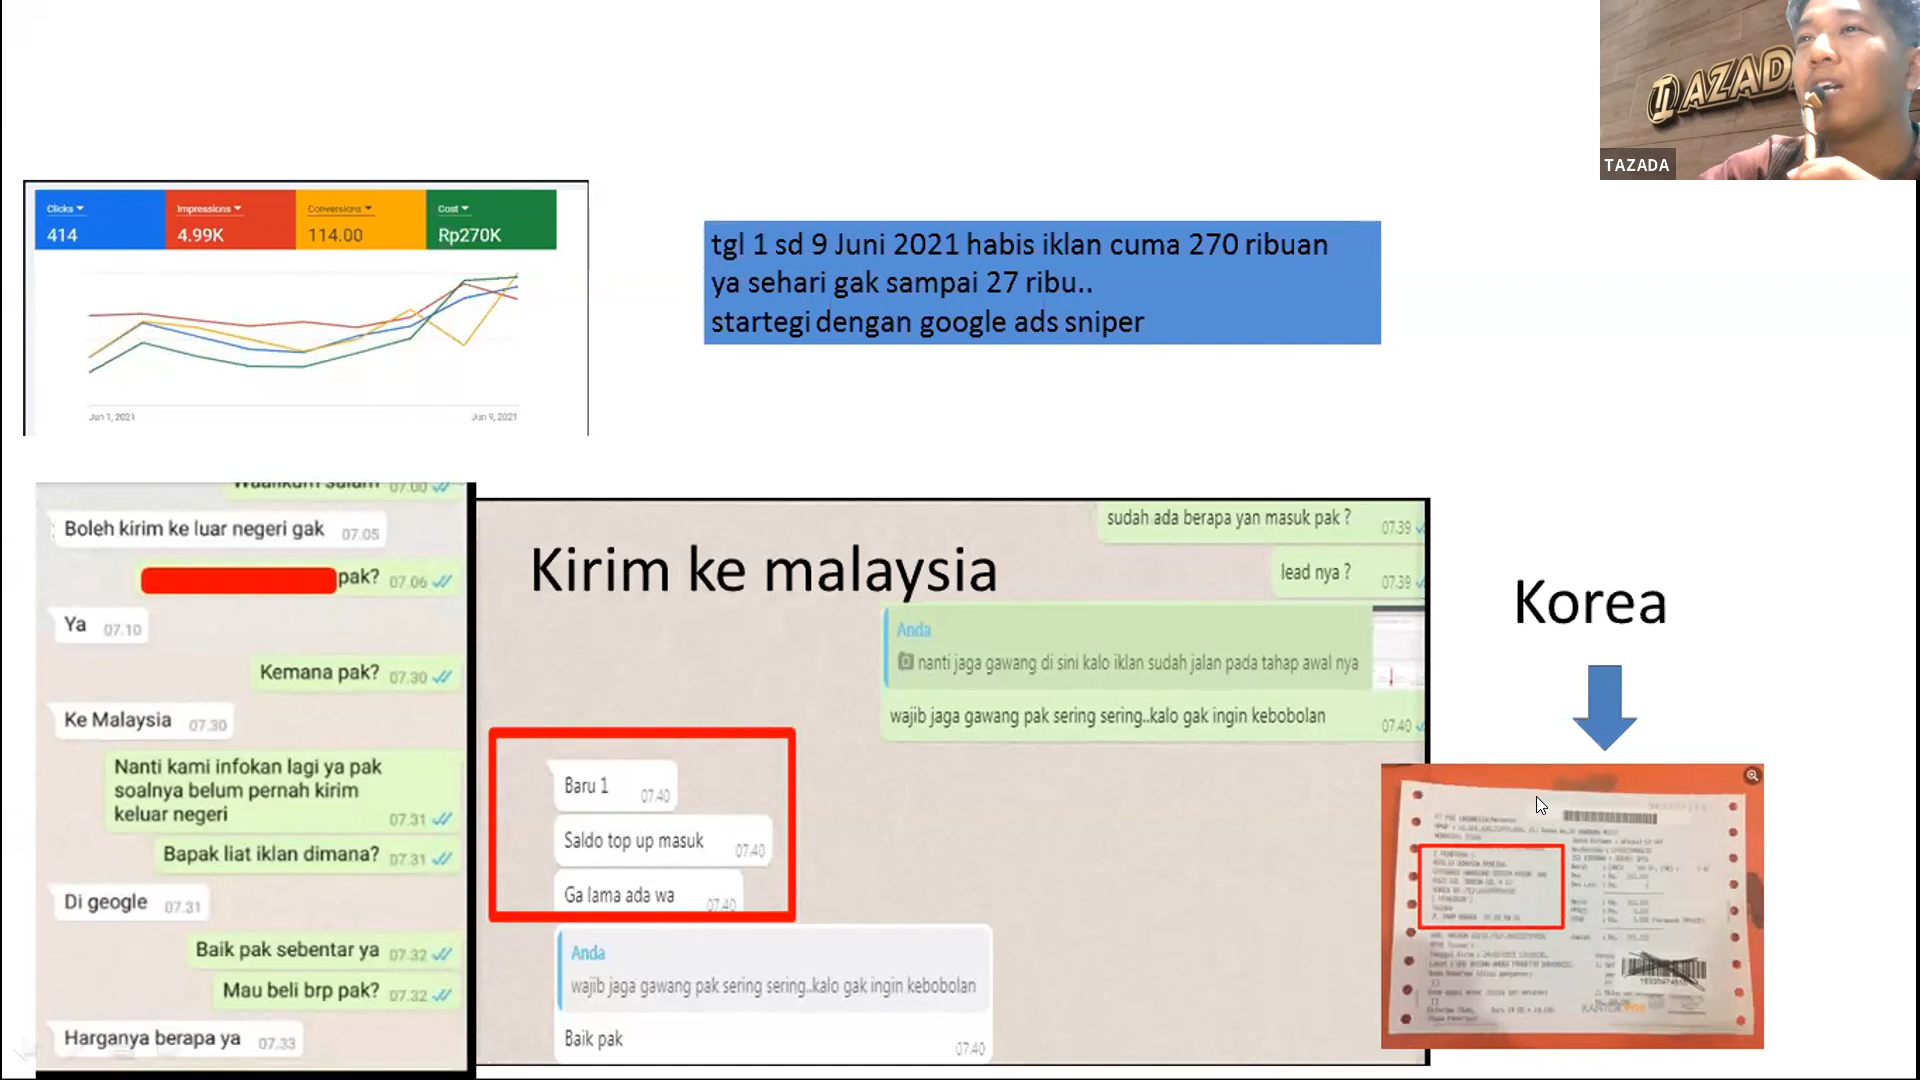 AZAD
TAZADA
Clicks
414
Impressions
4.99K
Conversions
114.00
Cost
Rp270K
Jun 1, 2021
Jun 9, 2021
tgl 1 sd 9 Juni 2021 habis iklan cuma 270 ribuan
ya sehari gak sampai 27 ribu..
startegi dengan google ads sniper
Waalikum salam 07.00
Boleh kirim ke luar negeri gak 07.05
pak? 07.06
Ya 07.10
Kemana pak? 07.30
Ke Malaysia 07.30
Nanti kami infokan lagi ya pak
soalnya belum pernah kirim
keluar negeri 07.31
Bapak liat iklan dimana? 07.31
Di geogle 07.31
Baik pak sebentar ya 07.32
Mau beli brp pak? 07.32
Harganya berapa ya 07.33
Kirim ke malaysia
sudah ada berapa yan masuk pak ? 07.39
lead nya ? 07.39
Anda
nanti jaga gawang di sini kalo iklan sudah jalan pada tahap awal nya
wajib jaga gawang pak sering sering..kalo gak ingin kebobolan 07.40
Baru 1 07.40
Saldo top up masuk 07.40
Ga lama ada wa 07.40
Anda
wajib jaga gawang pak sering sering..kalo gak ingin kebobolan
Baik pak 07.40
Korea